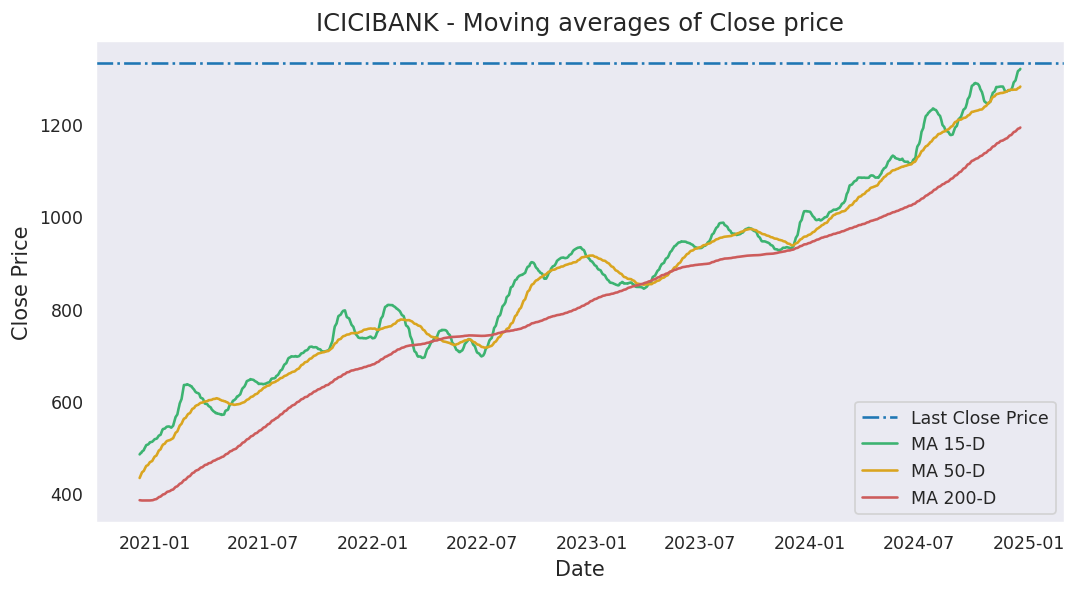 ICICIBANK - Moving averages of Close price
Close Price
1200
1000
800
600
400
2021-01
2021-07
2022-01
2022-07
2023-01
2023-07
2024-01
2024-07
2025-01
Date
Last Close Price
MA 15-D
MA 50-D
MA 200-D